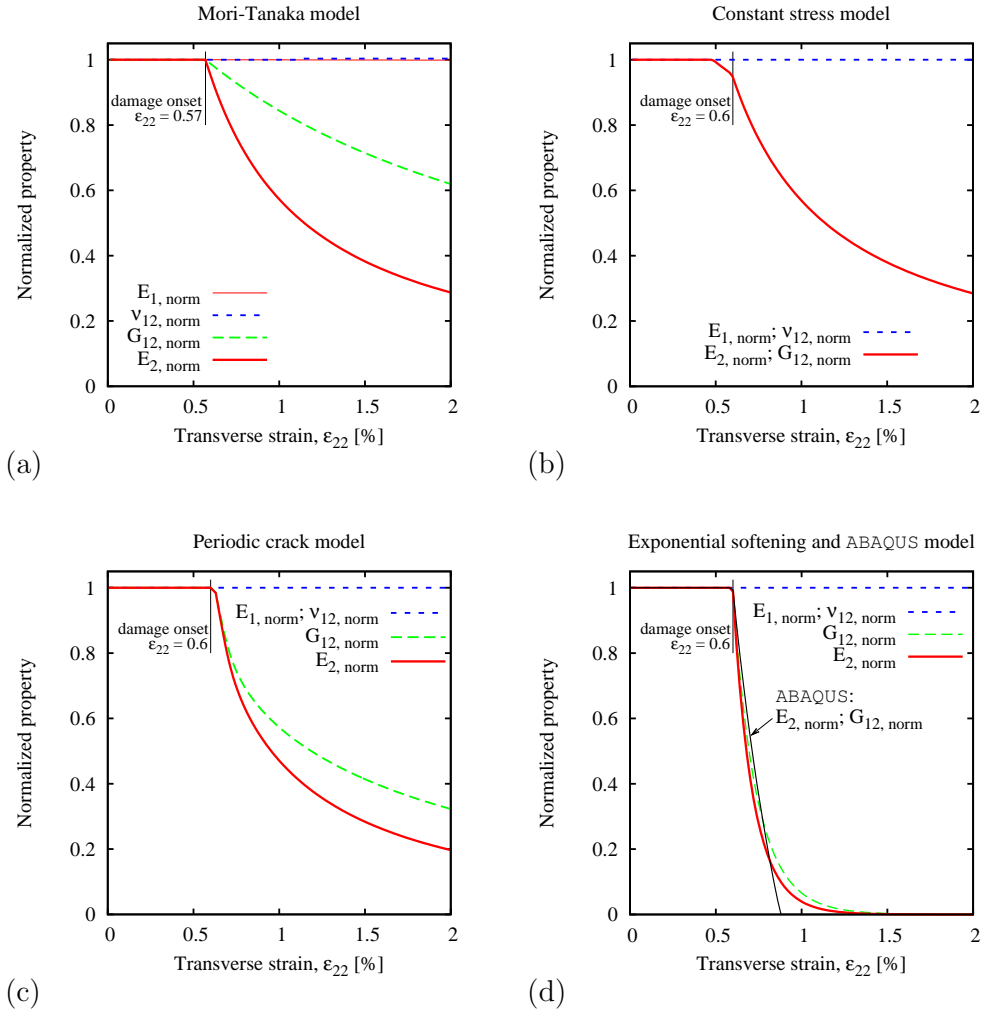 Mori-Tanaka model
1
0.8
0.6
0.4
0.2
0
Normalized property
damage onset
ε22 = 0.57
E1, norm
ν12, norm
G12, norm
E2, norm
0 0.5 1 1.5 2
Transverse strain, ε22 [%]
(a)
Constant stress model
1
0.8
0.6
0.4
0.2
0
Normalized property
damage onset
ε22 = 0.6
E1, norm; ν12, norm
E2, norm; G12, norm
0 0.5 1 1.5 2
Transverse strain, ε22 [%]
(b)
Periodic crack model
1
0.8
0.6
0.4
0.2
0
Normalized property
damage onset
ε22 = 0.6
E1, norm; ν12, norm
G12, norm
E2, norm
0 0.5 1 1.5 2
Transverse strain, ε22 [%]
(c)
Exponential softening and ABAQUS model
1
0.8
0.6
0.4
0.2
0
Normalized property
damage onset
ε22 = 0.6
E1, norm; ν12, norm
G12, norm
E2, norm
ABAQUS:
E2, norm; G12, norm
0 0.5 1 1.5 2
Transverse strain, ε22 [%]
(d)